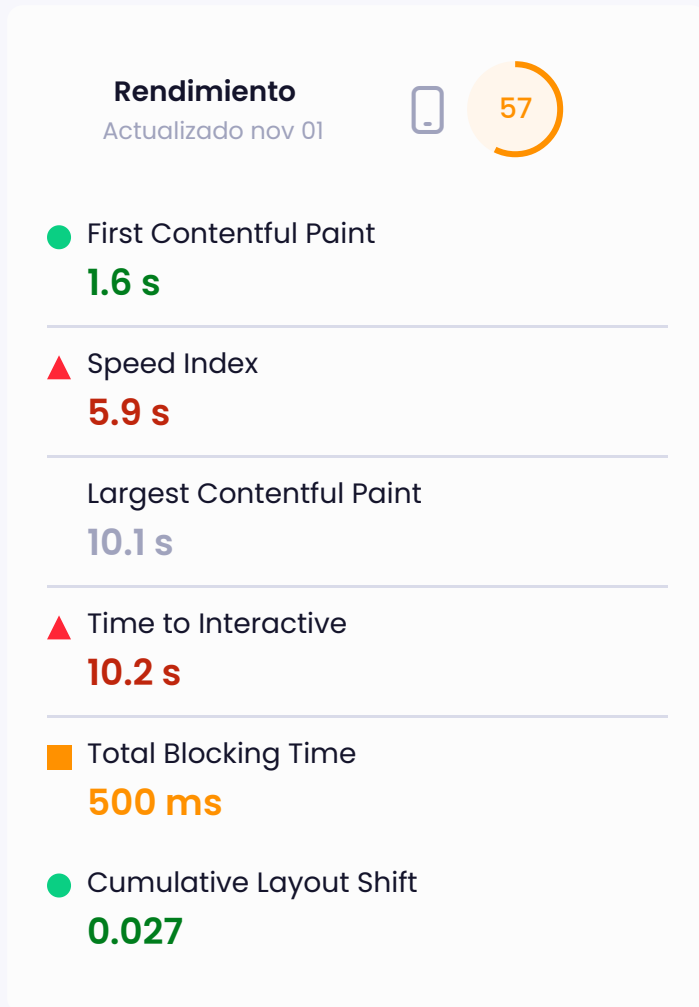 Rendimiento
Actualizado nov 01
57
First Contentful Paint
1.6 s
Speed Index
5.9 s
Largest Contentful Paint
10.1 s
Time to Interactive
10.2 s
Total Blocking Time
500 ms
Cumulative Layout Shift
0.027